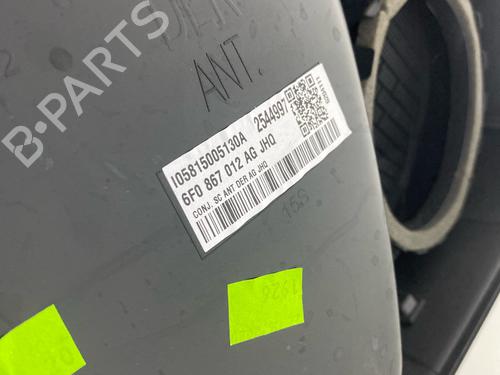 B-PARTS
ANT.
I05815005130A 2544997
6F0 867 012 AG JHQ
CONJ. SC ANT DER AG JHQ